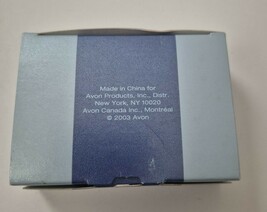 Made in China for
Avon Products, Inc., Distr.
New York, NY 10020
Avon Canada Inc., Montréal
© 2003 Avon